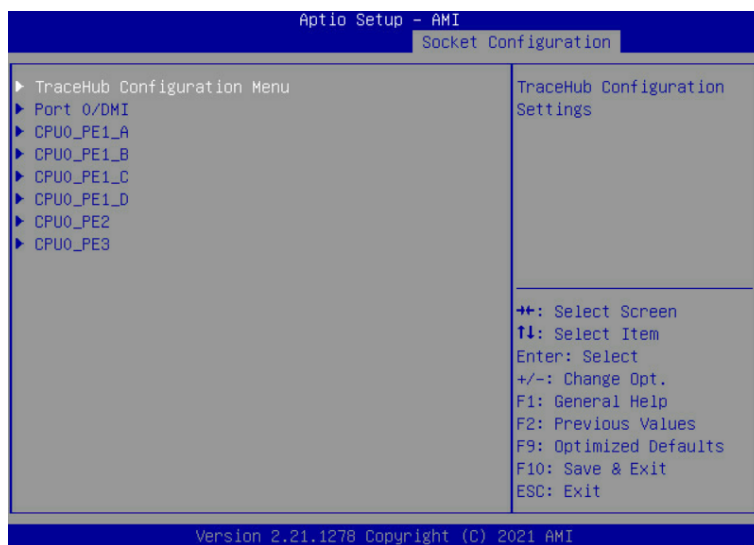 Aptio Setup – AMI
Socket Configuration
▶ TraceHub Configuration Menu
▶ Port 0/DMI
▶ CPU0_PE1_A
▶ CPU0_PE1_B
▶ CPU0_PE1_C
▶ CPU0_PE1_D
▶ CPU0_PE2
▶ CPU0_PE3
TraceHub Configuration
Settings
→←: Select Screen
↑↓: Select Item
Enter: Select
+/-: Change Opt.
F1: General Help
F2: Previous Values
F9: Optimized Defaults
F10: Save & Exit
ESC: Exit
Version 2.21.1278 Copyright (C) 2021 AMI